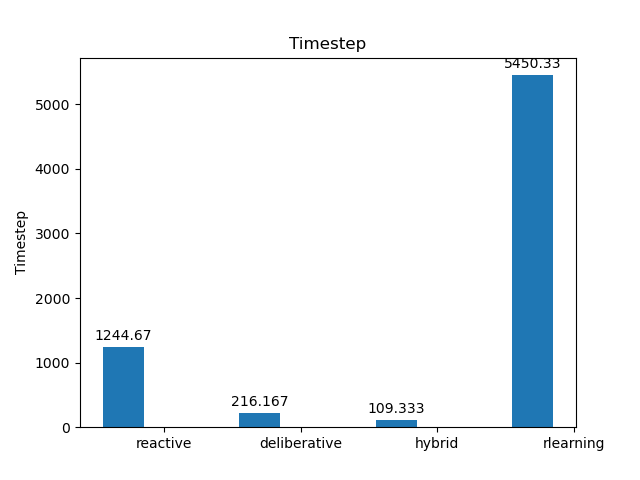 Timestep
5450.33
5000
4000
3000
Timestep
2000
1244.67
1000
216.167
109.333
0
reactive
deliberative
hybrid
rlearning